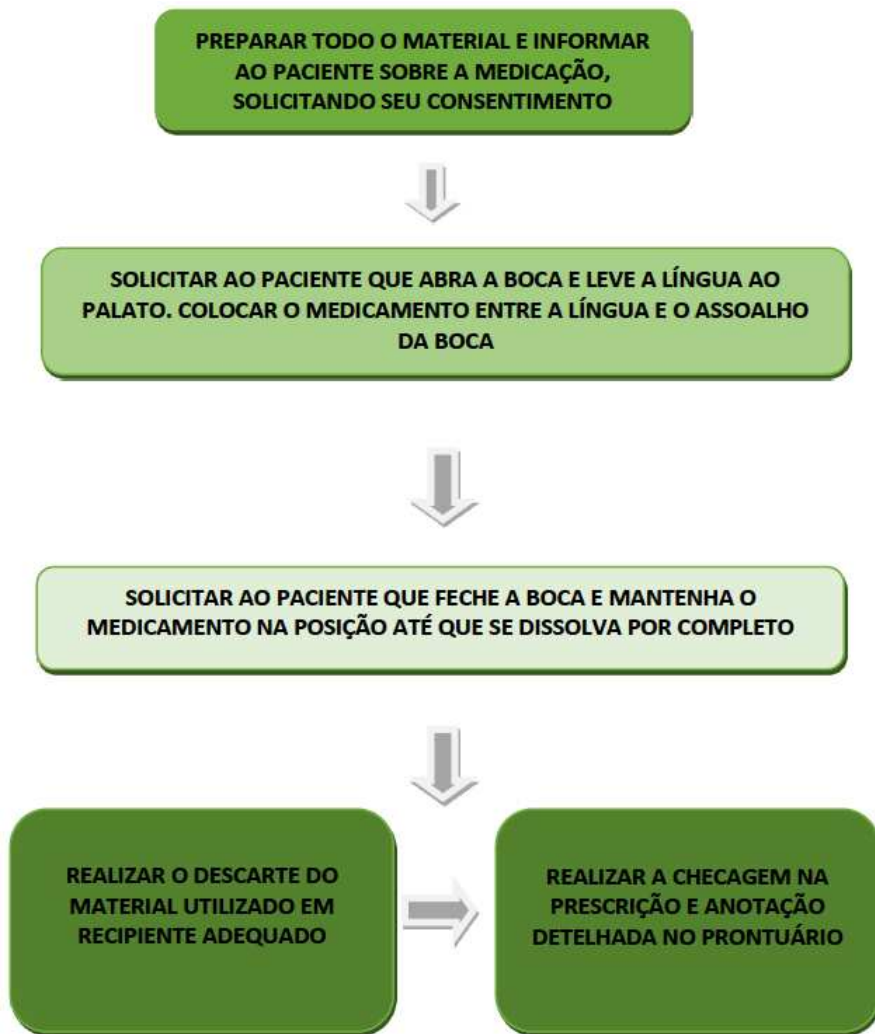 PREPARAR TODO O MATERIAL E INFORMAR
AO PACIENTE SOBRE A MEDICAÇÃO,
SOLICITANDO SEU CONSENTIMENTO
SOLICITAR AO PACIENTE QUE ABRA A BOCA E LEVE A LÍNGUA AO
PALATO. COLOCAR O MEDICAMENTO ENTRE A LÍNGUA E O ASSOALHO
DA BOCA
SOLICITAR AO PACIENTE QUE FECHE A BOCA E MANTENHA O
MEDICAMENTO NA POSIÇÃO ATÉ QUE SE DISSOLVA POR COMPLETO
REALIZAR O DESCARTE DO
MATERIAL UTILIZADO EM
RECIPIENTE ADEQUADO
REALIZAR A CHECAGEM NA
PRESCRIÇÃO E ANOTAÇÃO
DETELHADA NO PRONTUÁRIO